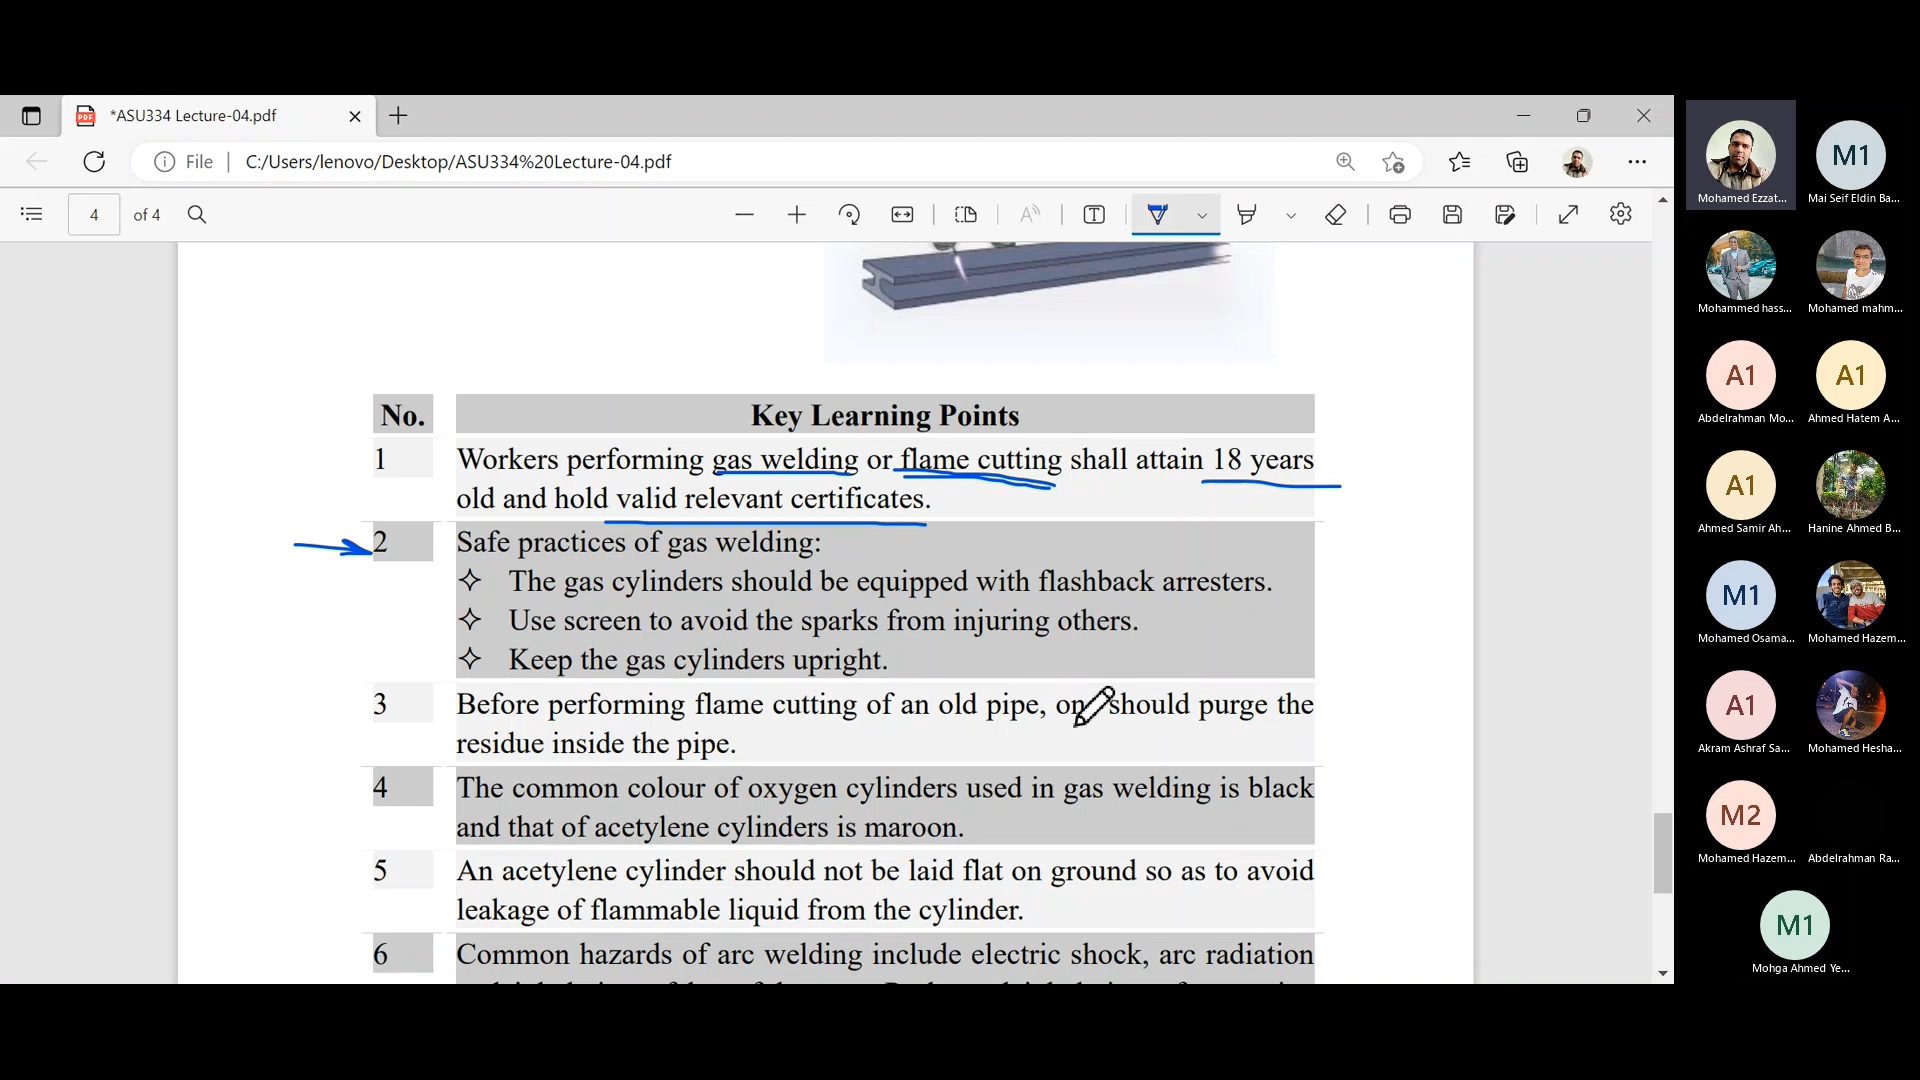 *ASU334 Lecture-04.pdf
File
C:/Users/lenovo/Desktop/ASU334%20Lecture-04.pdf
4 of 4
No. Key Learning Points
1 Workers performing gas welding or flame cutting shall attain 18 years
old and hold valid relevant certificates.
2 Safe practices of gas welding:
The gas cylinders should be equipped with flashback arresters.
Use screen to avoid the sparks from injuring others.
Keep the gas cylinders upright.
3 Before performing flame cutting of an old pipe, should purge the
residue inside the pipe.
4 The common colour of oxygen cylinders used in gas welding is black
and that of acetylene cylinders is maroon.
5 An acetylene cylinder should not be laid flat on ground so as to avoid
leakage of flammable liquid from the cylinder.
6 Common hazards of arc welding include electric shock, arc radiation
Mohamed Ezzat...
M1
Mai Seif Eldin Ba...
Mohammed hass...
Mohamed mahm...
A1
Abdelrahman Mo...
A1
Ahmed Hatem A...
A1
Ahmed Samir Ah...
Hanine Ahmed B...
M1
Mohamed Osama...
Mohamed Hazem...
A1
Akram Ashraf Sa...
Mohamed Hesha...
M2
Mohamed Hazem...
Abdelrahman Ra...
M1
Mohga Ahmed Ye...